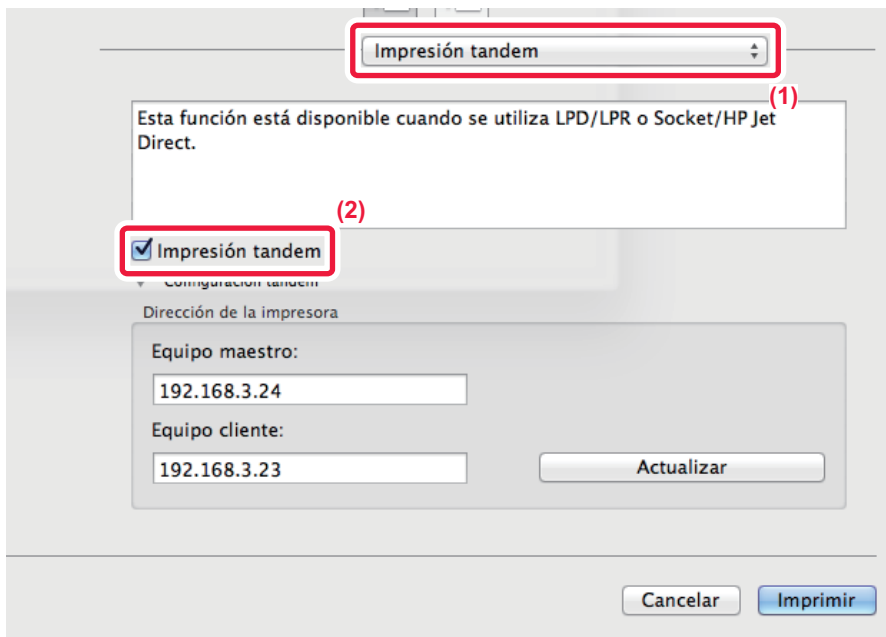 Impresión tandem
(1)
Esta función está disponible cuando se utiliza LPD/LPR o Socket/HP Jet
Direct.
(2)
Impresión tandem
Configuración tandem
Dirección de la impresora
Equipo maestro:
192.168.3.24
Equipo cliente:
192.168.3.23
Actualizar
Cancelar
Imprimir